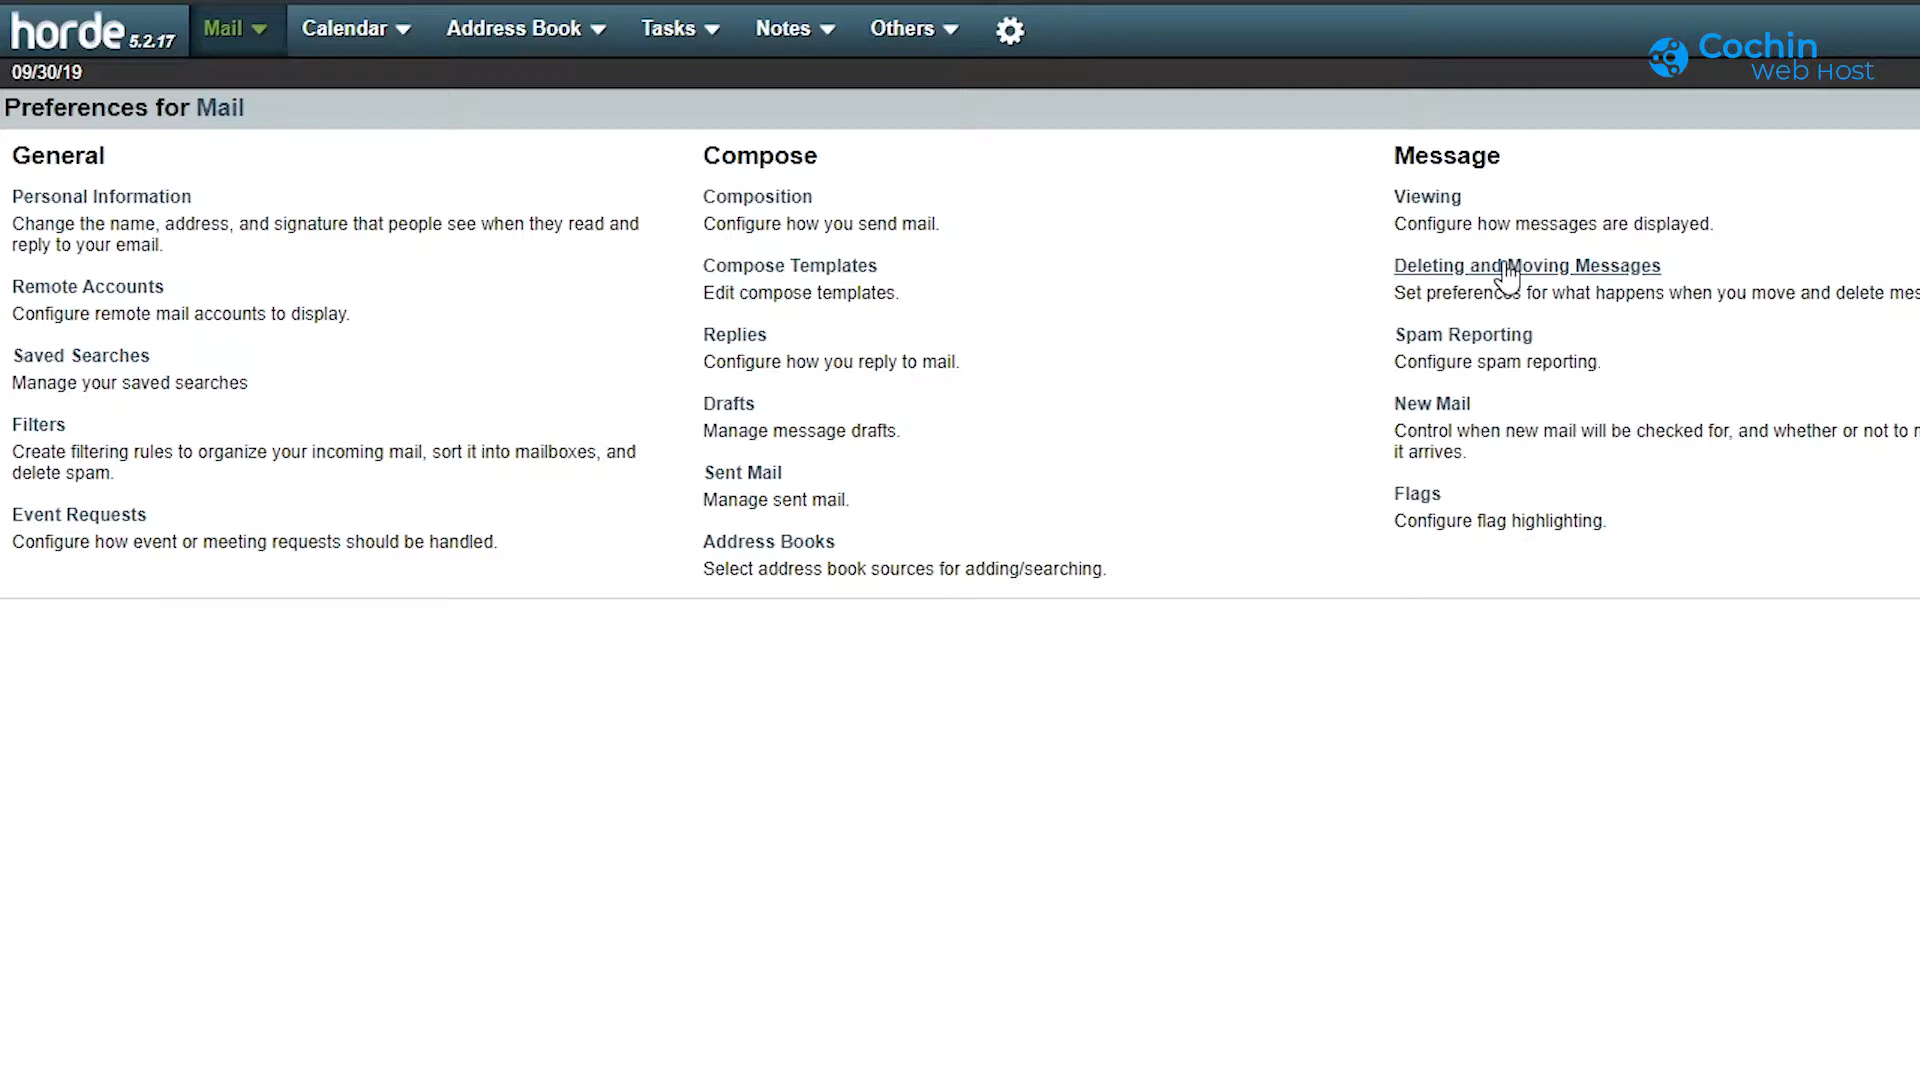 horde 5.2.17 Mail Calendar Address Book Tasks Notes Others
Cochin
Web Host
09/30/19
Preferences for Mail
General
Personal Information
Change the name, address, and signature that people see when they read and
reply to your email.
Remote Accounts
Configure remote mail accounts to display.
Saved Searches
Manage your saved searches
Filters
Create filtering rules to organize your incoming mail, sort it into mailboxes, and
delete spam.
Event Requests
Configure how event or meeting requests should be handled.
Compose
Composition
Configure how you send mail.
Compose Templates
Edit compose templates.
Replies
Configure how you reply to mail.
Drafts
Manage message drafts.
Sent Mail
Manage sent mail.
Address Books
Select address book sources for adding/searching.
Message
Viewing
Configure how messages are displayed.
Deleting and Moving Messages
Set preferences for what happens when you move and delete mes
Spam Reporting
Configure spam reporting.
New Mail
Control when new mail will be checked for, and whether or not to
it arrives.
Flags
Configure flag highlighting.